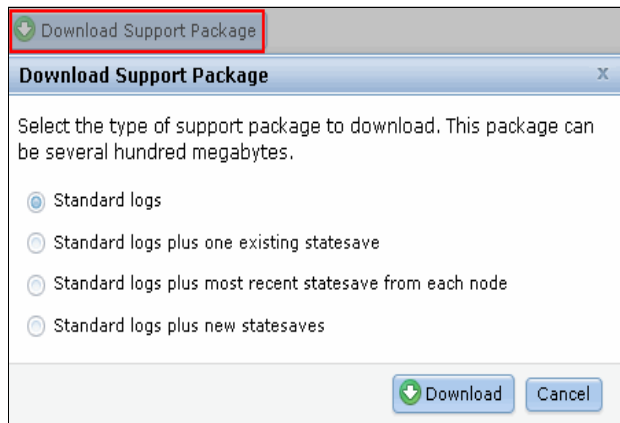 Download Support Package
Download Support Package x
Select the type of support package to download. This package can
be several hundred megabytes.
Standard logs
Standard logs plus one existing statesave
Standard logs plus most recent statesave from each node
Standard logs plus new statesaves
Download Cancel